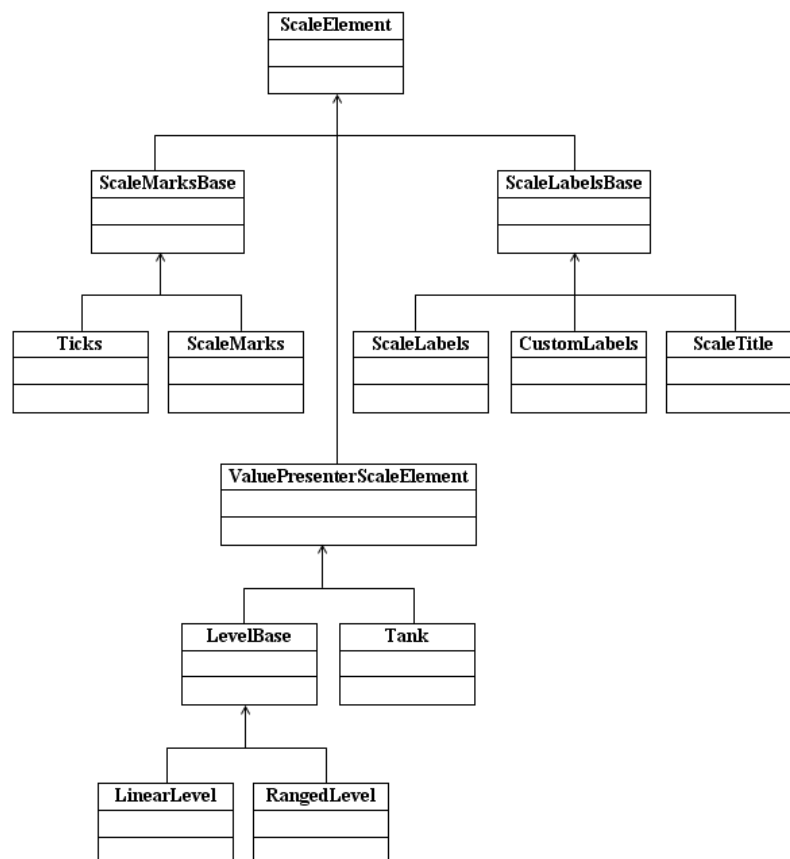 ScaleElement
ScaleMarksBase
ScaleLabelsBase
Ticks
ScaleMarks
ScaleLabels
CustomLabels
ScaleTitle
ValuePresenterScaleElement
LevelBase
Tank
LinearLevel
RangedLevel